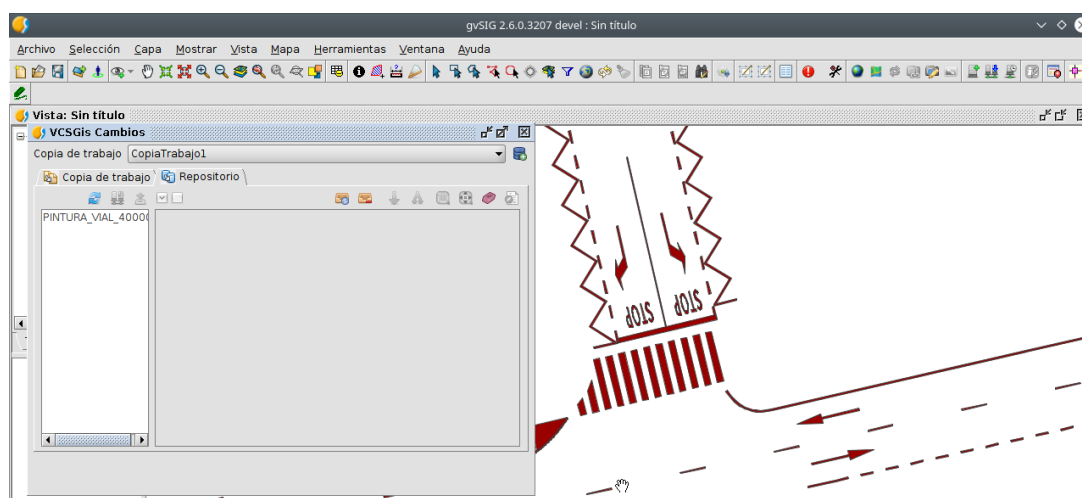 gvSIG 2.6.0.3207 devel : Sin título
Archivo Selección Capa Mostrar Vista Mapa Herramientas Ventana Ayuda
Vista: Sin título
VCSGis Cambios
Copia de trabajo CopiaTrabajo1
Copia de trabajo Repositorio
PINTURA_VIAL_4000
STOP STOP